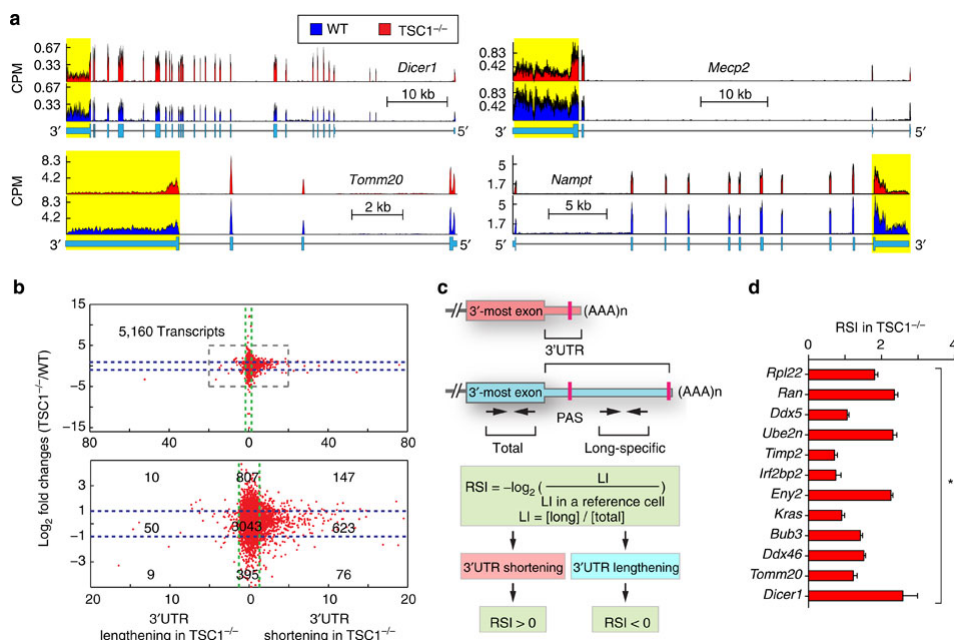 a
WT TSC1–/–
CPM
0.67
0.33
0.67
0.33
Dicer1
10 kb
3′ 5′
0.83
0.42
0.83
0.42
Mecp2
10 kb
3′ 5′
CPM
8.3
4.2
8.3
4.2
Tomm20
2 kb
3′ 5′
5
1.7
5
1.7
Nampt
5 kb
5′ 3′
b
Log2 fold changes (TSC1–/–/WT)
15
5
−5
−15
5,160 Transcripts
80 40 0 40 80
3
1
−1
−3
10 807 147
50 3043 623
9 395 76
20 10 0 10 20
3′UTR
lengthening in TSC1–/–
3′UTR
shortening in TSC1–/–
c
3′-most exon (AAA)n
3′UTR
3′-most exon (AAA)n
PAS
Total Long-specific
RSI = −log2 ( LI / LI in a reference cell )
LI = [long] / [total]
3′UTR shortening 3′UTR lengthening
RSI > 0 RSI < 0
d
RSI in TSC1–/–
0 2 4
Rpl22
Ran
Ddx5
Ube2n
Timp2
Irf2bp2
Eny2
Kras
Bub3
Ddx46
Tomm20
Dicer1
*